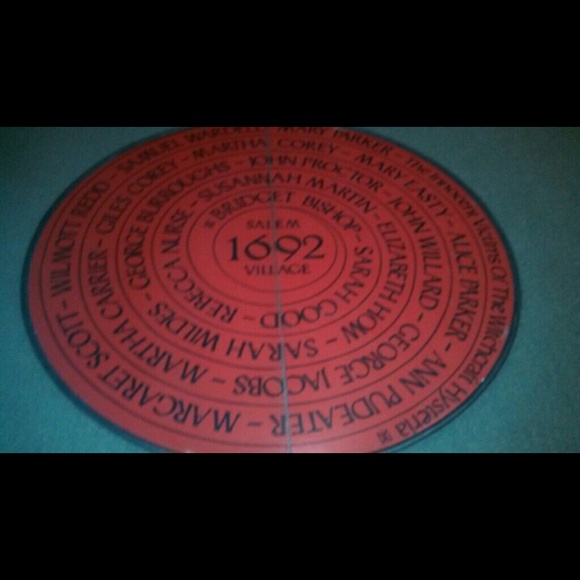 SALEM
1692
VILLAGE
BRIDGET BISHOP - SARAH GOOD - REBECCA NURSE -
SUSANNAH MARTIN - ELIZABETH HOW - SARAH WILDES - GEORGE BURROUGHS -
JOHN PROCTOR - JOHN WILLARD - GEORGE JACOBS - MARTHA CARRIER - GILES COREY -
MARTHA COREY - MARY EASTY - ALICE PARKER - ANN PUDEATER - MARGARET SCOTT - WILMOTT REDD - SAMUEL WARDELL -
MARY PARKER - The Innocent Victims Of The Witchcraft Hysteria